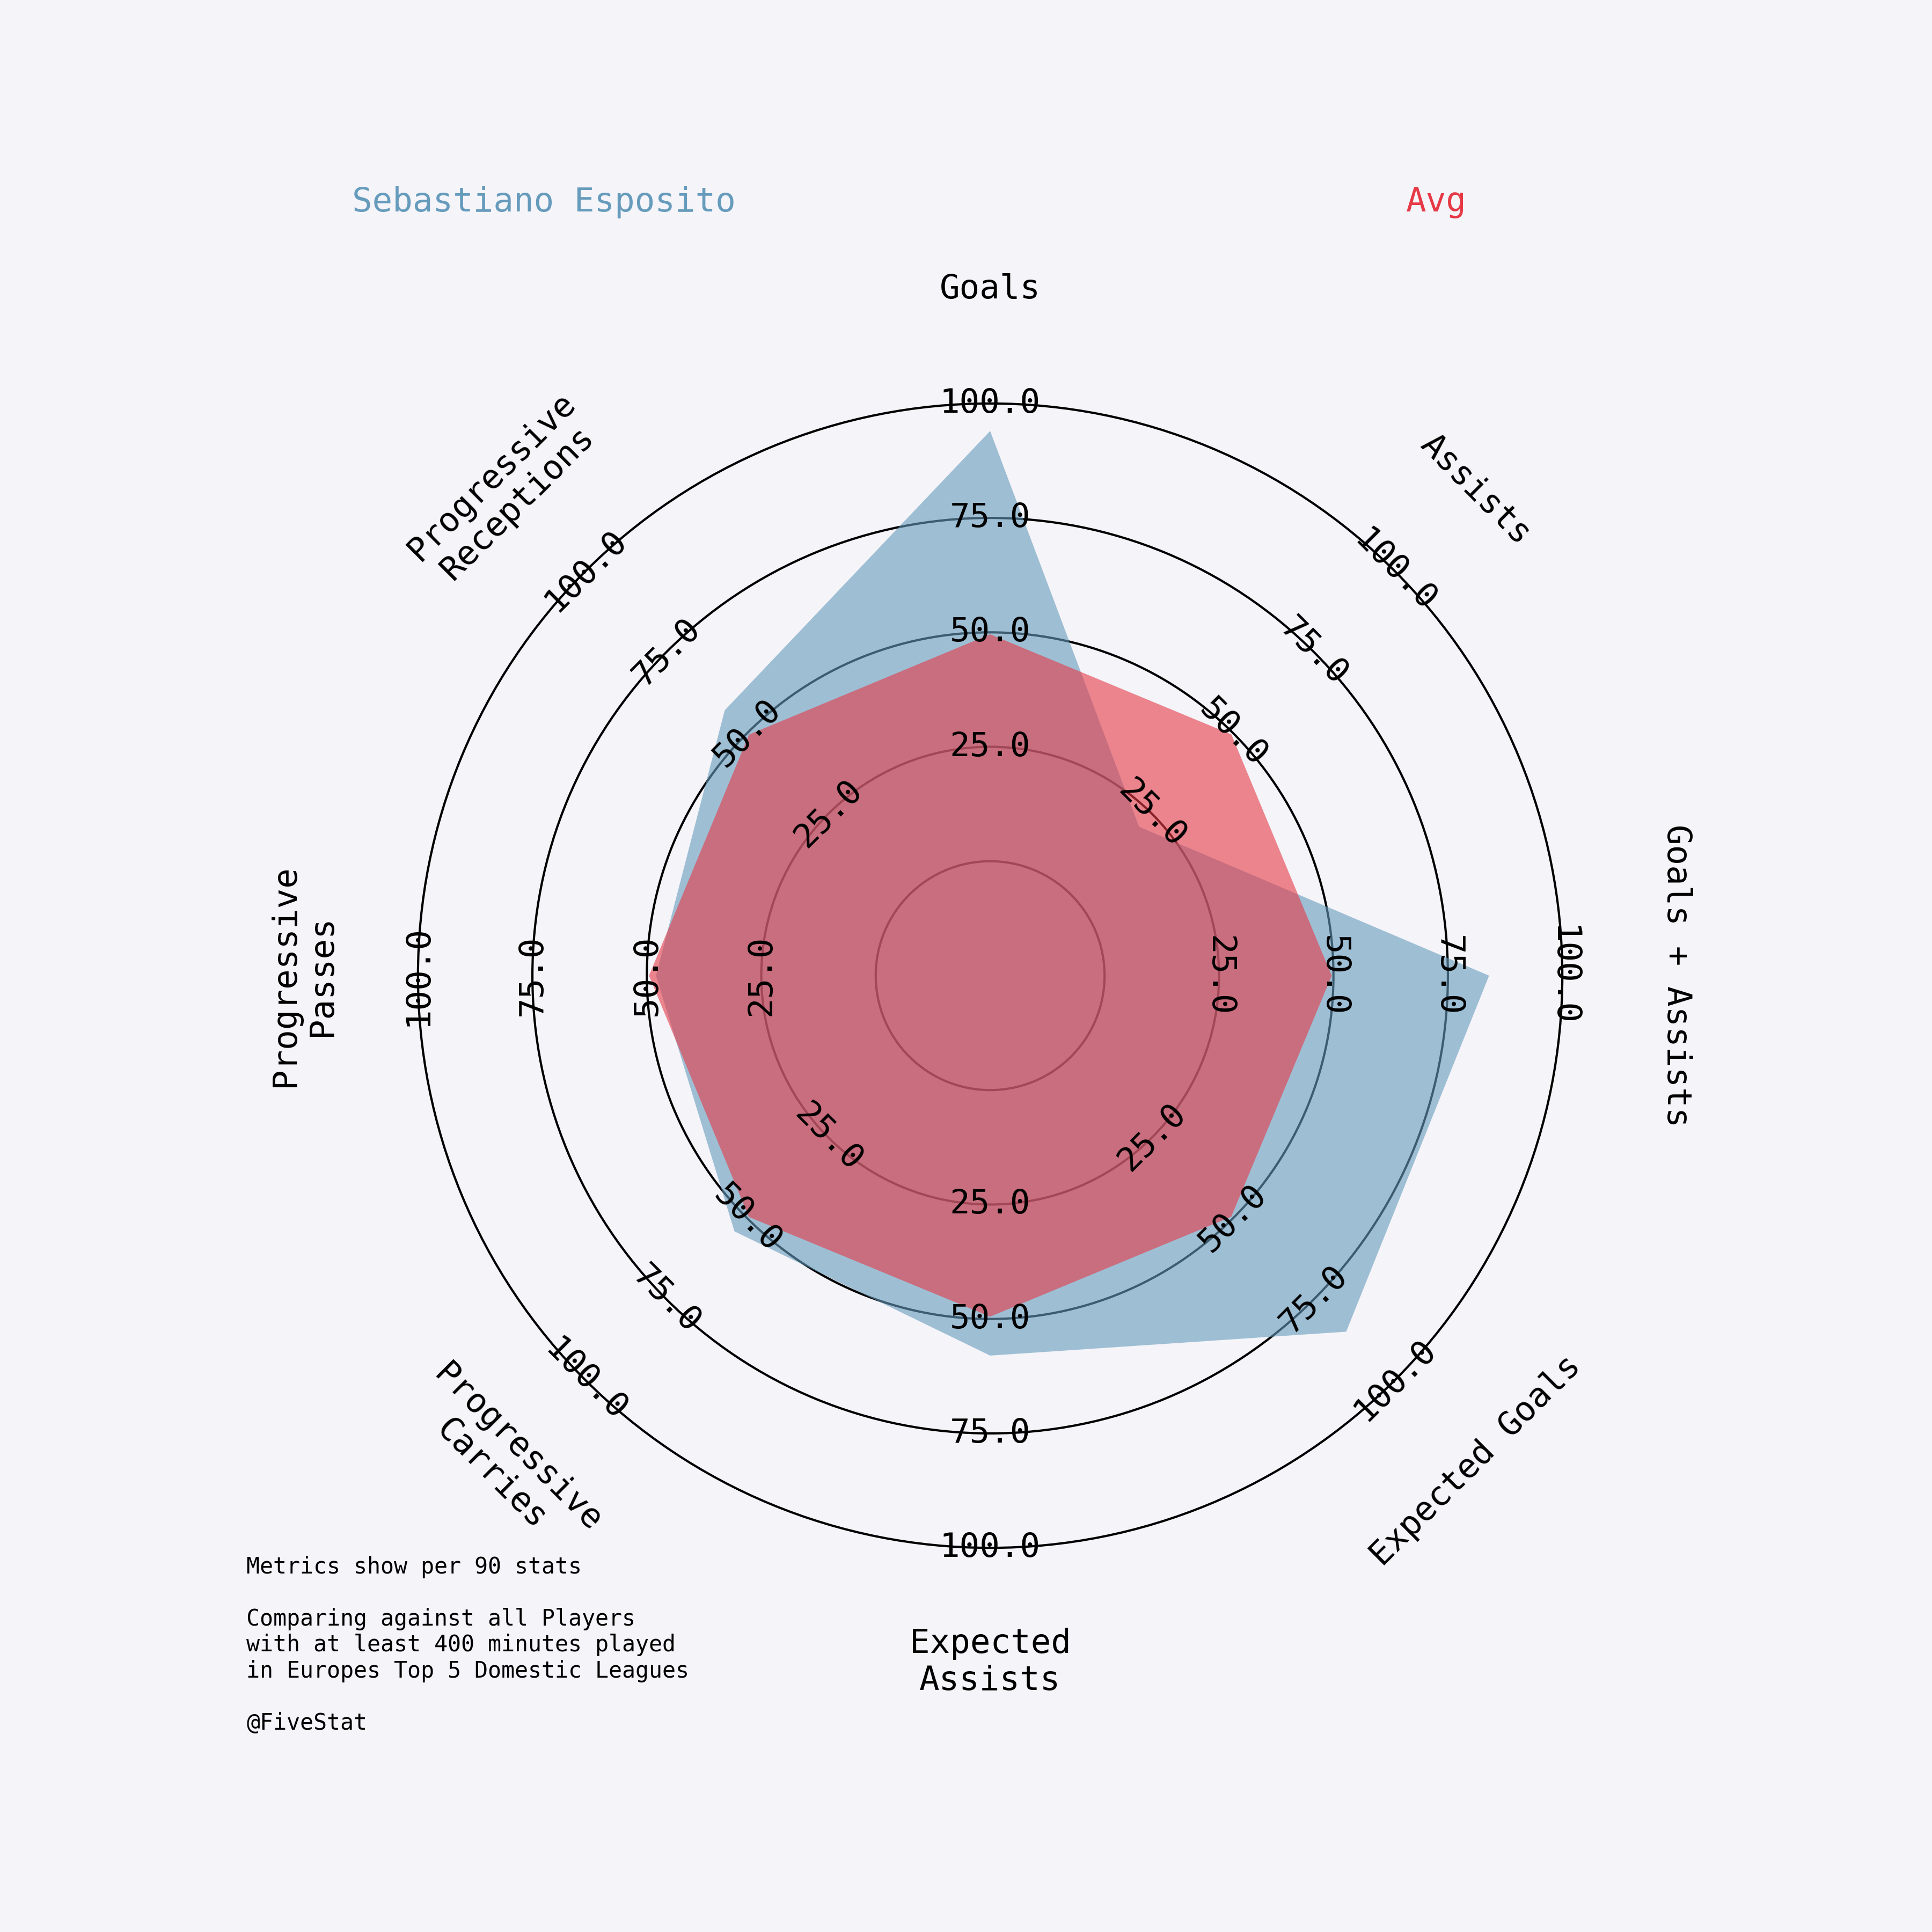 Sebastiano Esposito
Avg
Goals
Assists
Goals + Assists
Expected Goals
Expected
Assists
Progressive
Carries
Progressive
Passes
Progressive
Receptions
25.0
50.0
75.0
100.0
25.0
50.0
75.0
100.0
25.0
50.0
75.0
100.0
25.0
50.0
75.0
100.0
25.0
50.0
75.0
100.0
25.0
50.0
75.0
100.0
25.0
50.0
75.0
100.0
25.0
50.0
75.0
100.0
Metrics show per 90 stats
Comparing against all Players
with at least 400 minutes played
in Europes Top 5 Domestic Leagues
@FiveStat